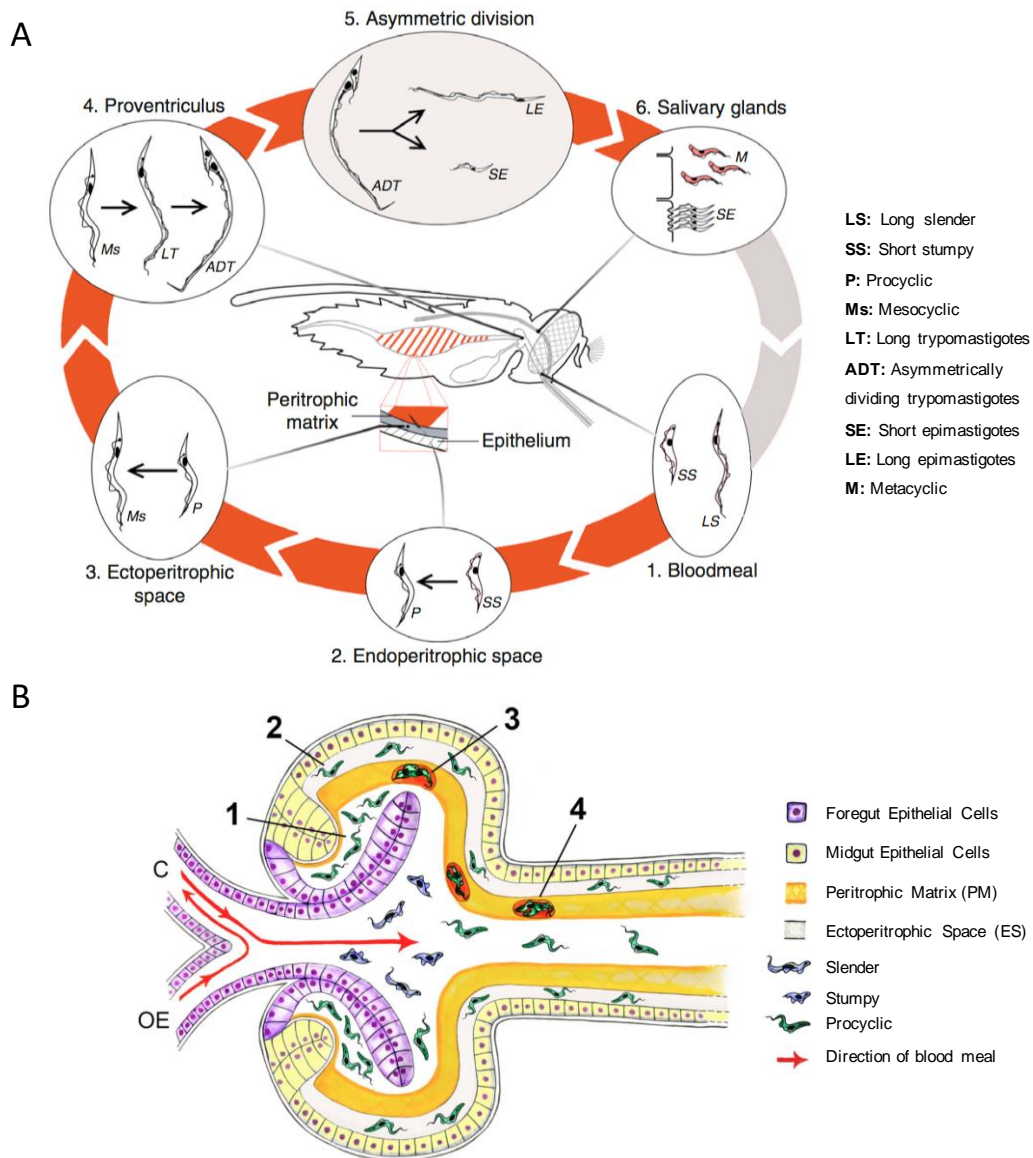 A
5. Asymmetric division
LE
SE
ADT
4. Proventriculus
Ms
LT
ADT
6. Salivary glands
M
SE
Peritrophic
matrix
Epithelium
Ms
P
3. Ectoperitrophic
space
P
SS
2. Endoperitrophic space
SS
LS
1. Bloodmeal
LS: Long slender
SS: Short stumpy
P: Procyclic
Ms: Mesocyclic
LT: Long trypomastigotes
ADT: Asymmetrically
dividing trypomastigotes
SE: Short epimastigotes
LE: Long epimastigotes
M: Metacyclic
B
2
3
1
4
C
OE
Foregut Epithelial Cells
Midgut Epithelial Cells
Peritrophic Matrix (PM)
Ectoperitrophic Space (ES)
Slender
Stumpy
Procyclic
Direction of blood meal